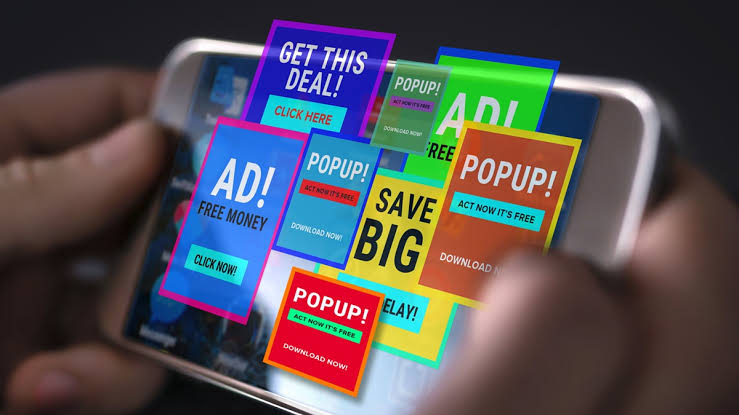 GET THIS
DEAL!
CLICK HERE
POPUP!
ACT NOW IT'S FREE
DOWNLOAD NOW!
AD!
FREE
AD!
FREE MONEY
CLICK NOW!
POPUP!
ACT NOW IT'S FREE
DOWNLOAD NOW!
SAVE
BIG
ELAY!
POPUP!
ACT NOW IT'S FREE
DOWNLOAD NOW!
POPUP!
ACT NOW IT'S FREE
DOWNLOAD NOW!